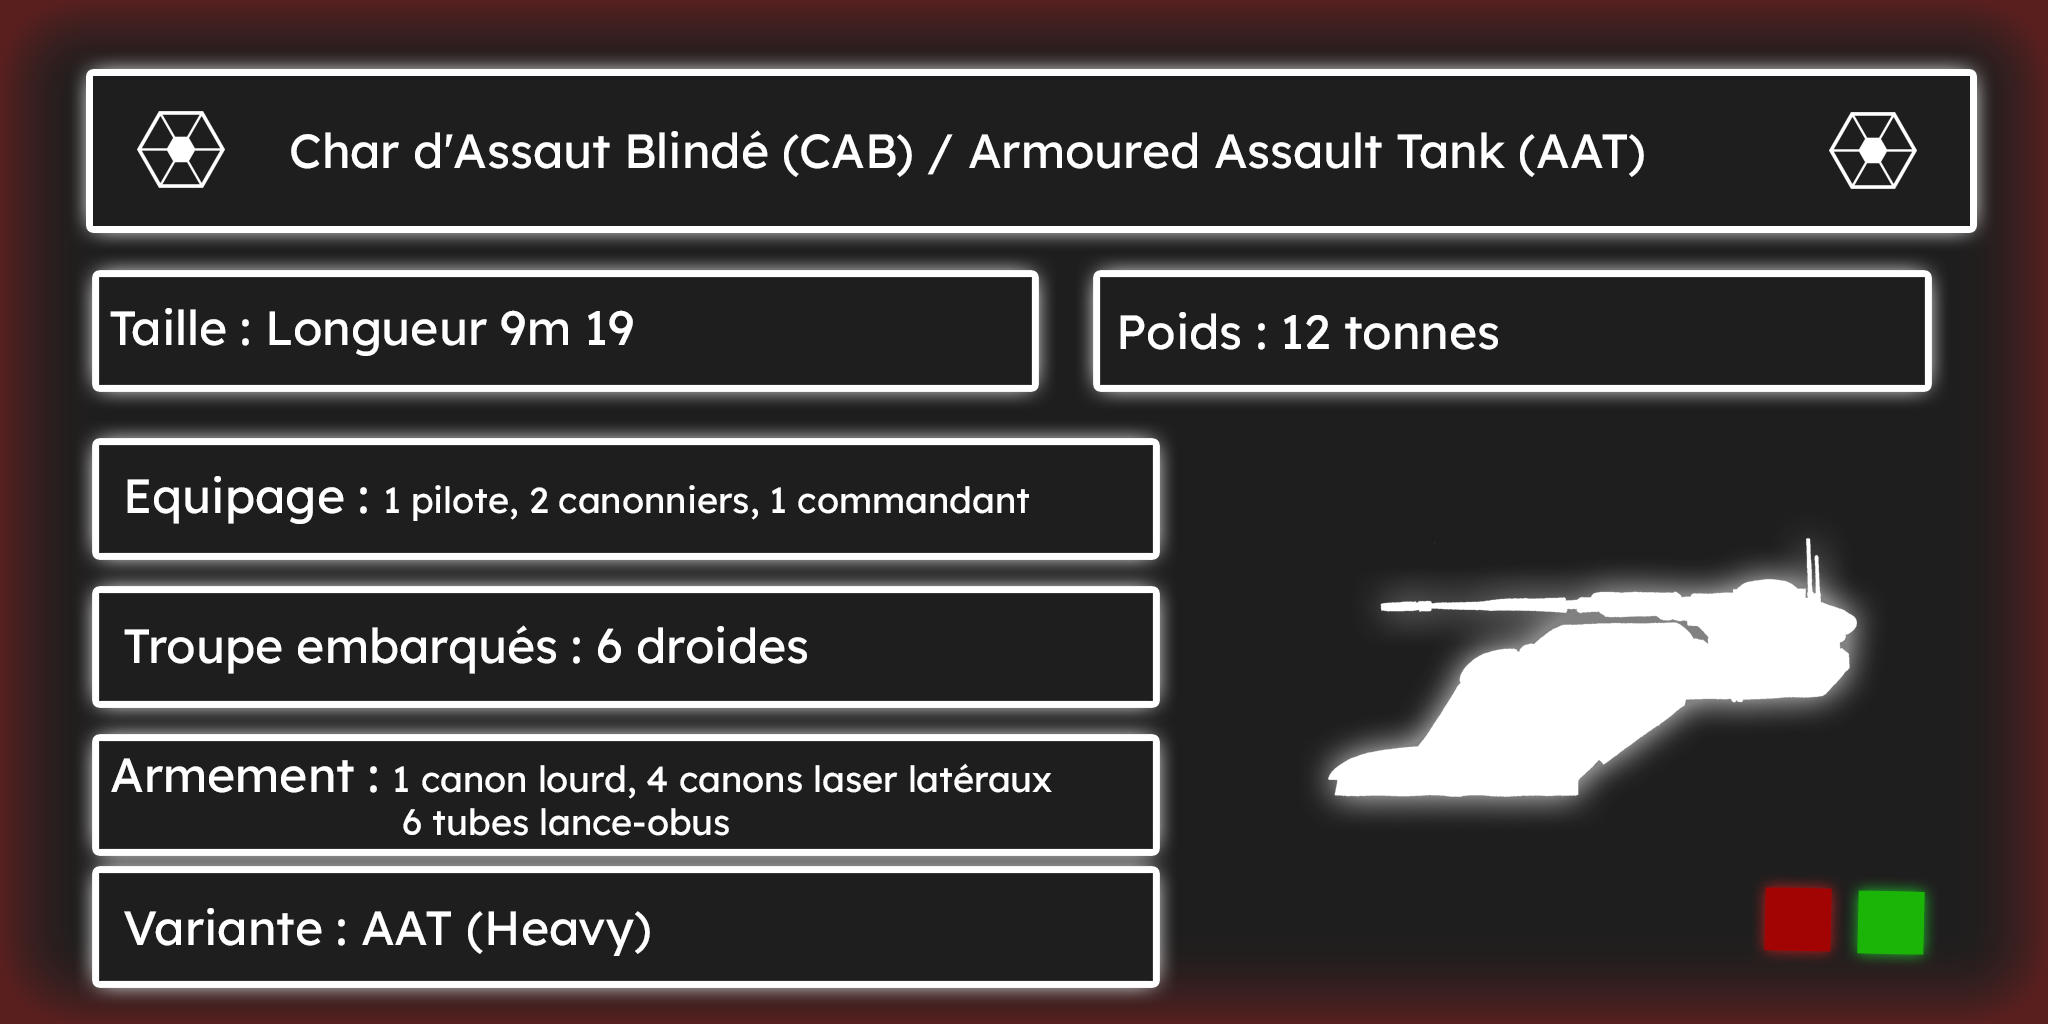 Char d'Assaut Blindé (CAB) / Armoured Assault Tank (AAT)
Taille : Longueur 9m 19
Poids : 12 tonnes
Equipage : 1 pilote, 2 canonniers, 1 commandant
Troupe embarqués : 6 droides
Armement : 1 canon lourd, 4 canons laser latéraux
6 tubes lance-obus
Variante : AAT (Heavy)